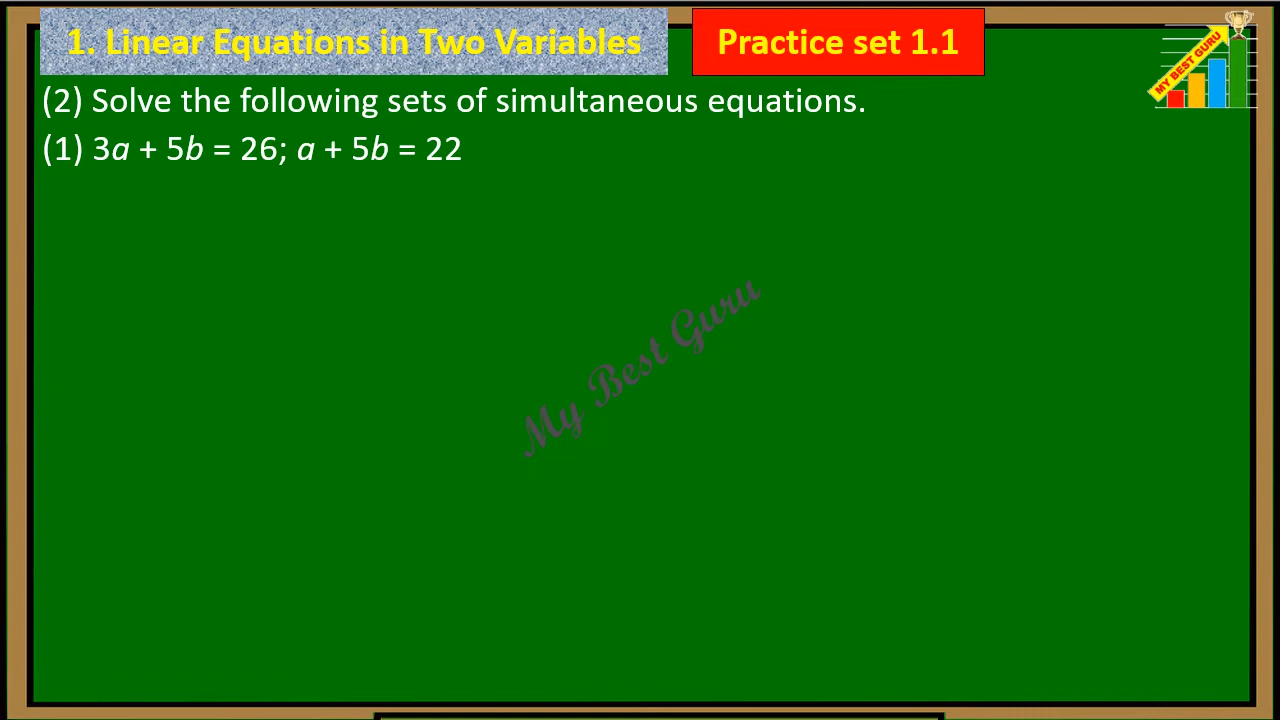 1. Linear Equations in Two Variables
Practice set 1.1
MY BEST GURU
(2) Solve the following sets of simultaneous equations.
(1) 3a + 5b = 26; a + 5b = 22
My Best Guru